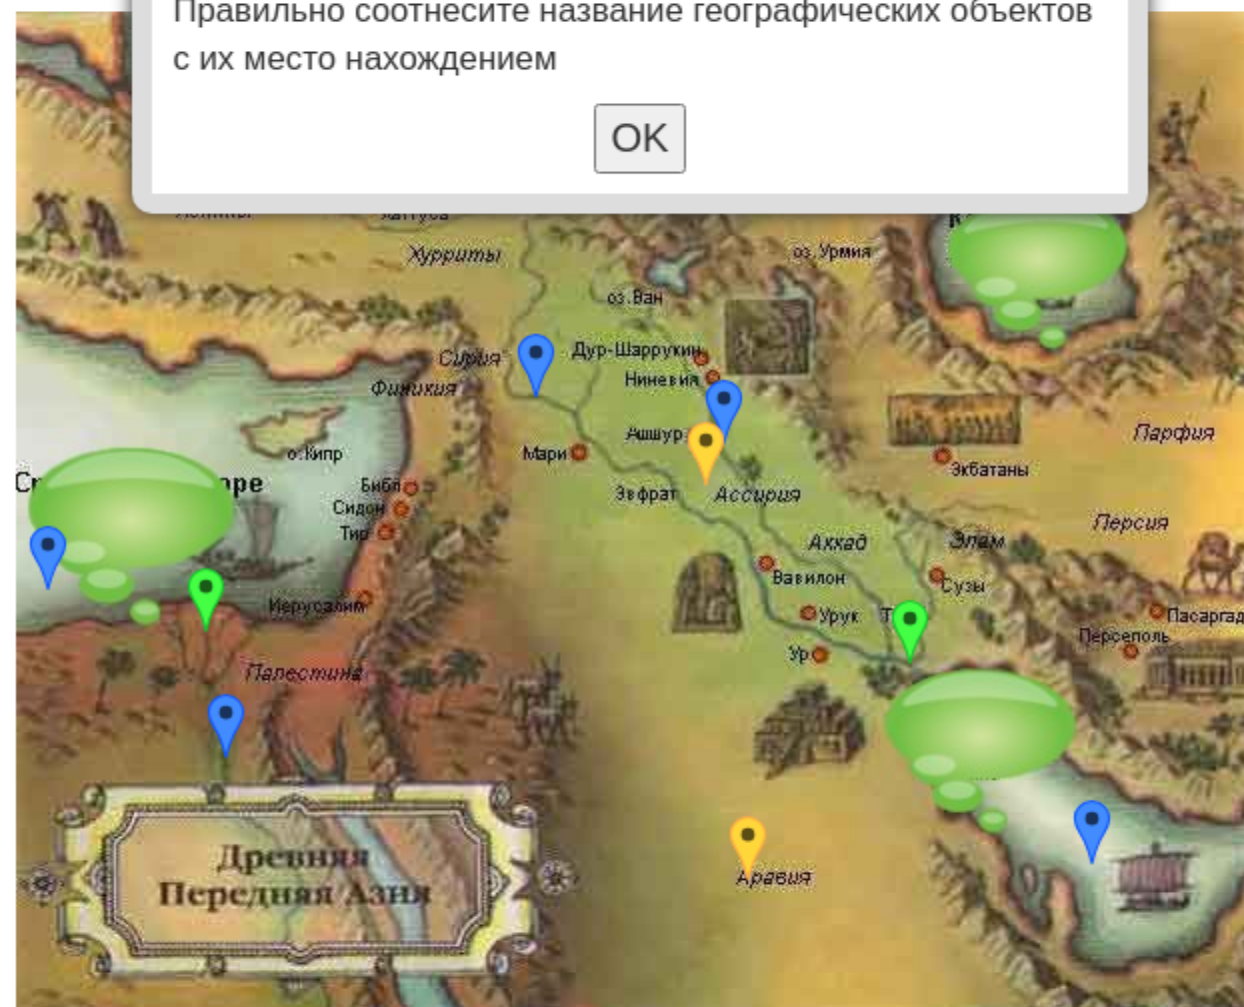 Правильно соотнесите название географических объектов
с их место нахождением
OK
Хурриты
оз.Урмия
оз.Ван
Сирия
Дур-Шаррукин
Финикия
Ниневия
Ашшур
Парфия
о.Кипр
Мари
Экбатаны
Библ
Евфрат
Ассирия
Сидон
Персия
Тир
Аккад
Элам
Вавилон
Сузы
Иерусалим
Урук
Пасаргад
Персеполь
Ур
Палестина
Древняя
Передняя Азия
Аравия